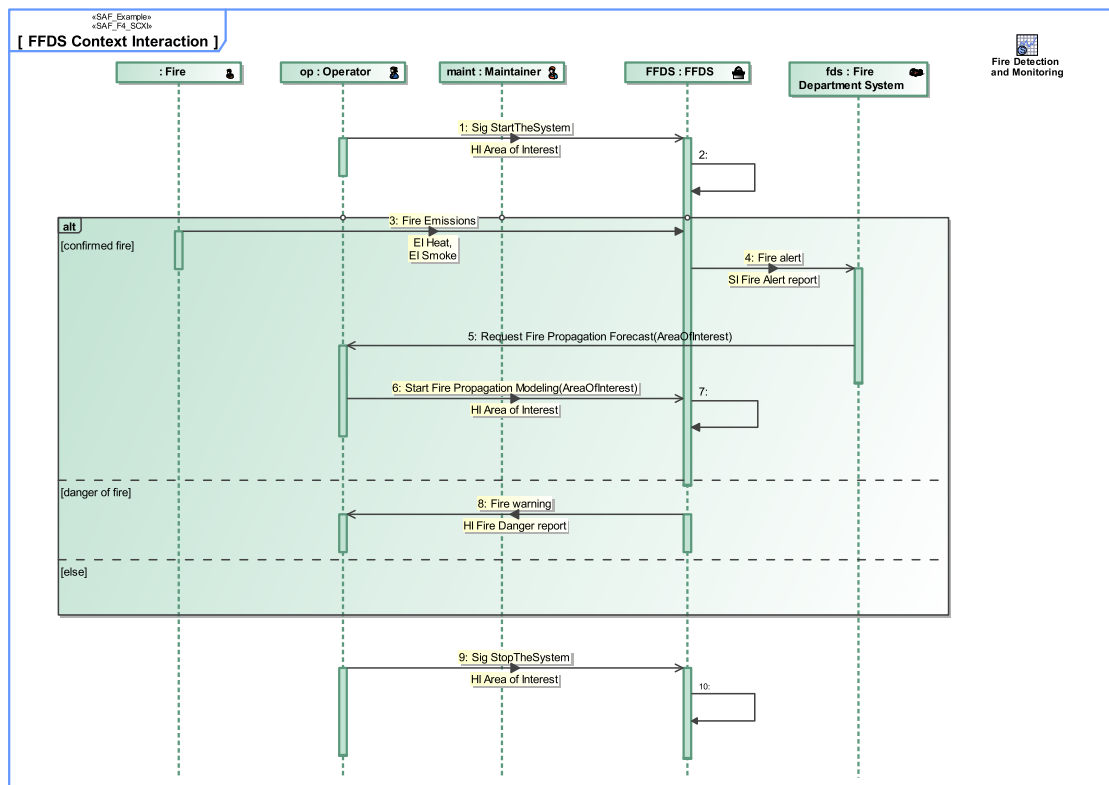 «SAF_Example»
«SAF_F4_SCXI»
[ FFDS Context Interaction ]
Fire Detection
and Monitoring
: Fire
op : Operator
maint : Maintainer
FFDS : FFDS
fds : Fire
Department System
1: Sig StartTheSystem
HI Area of Interest
2:
alt
[confirmed fire]
3: Fire Emissions
EI Heat,
EI Smoke
4: Fire alert
SI Fire Alert report
5: Request Fire Propagation Forecast(AreaOfInterest)
6: Start Fire Propagation Modeling(AreaOfInterest)
HI Area of Interest
7:
[danger of fire]
8: Fire warning
HI Fire Danger report
[else]
9: Sig StopTheSystem
HI Area of Interest
10: